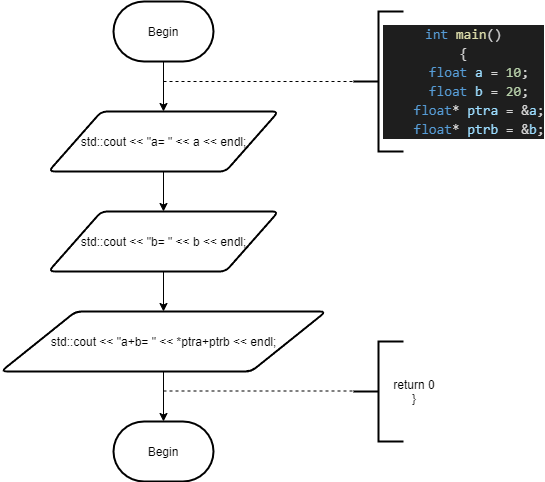 Begin
int main()
{
float a = 10;
float b = 20;
float* ptra = &a;
float* ptrb = &b;
std::cout << "a= " << a << endl;
std::cout << "b= " << b << endl;
std::cout << "a+b= " << *ptra+ptrb << endl;
return 0
}
Begin